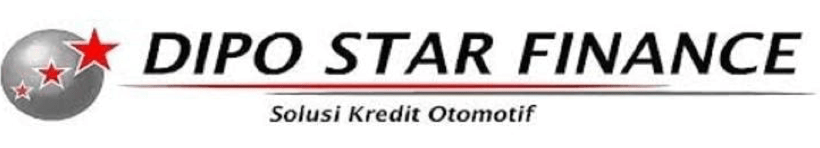 DIPO STAR FINANCE
Solusi Kredit Otomotif